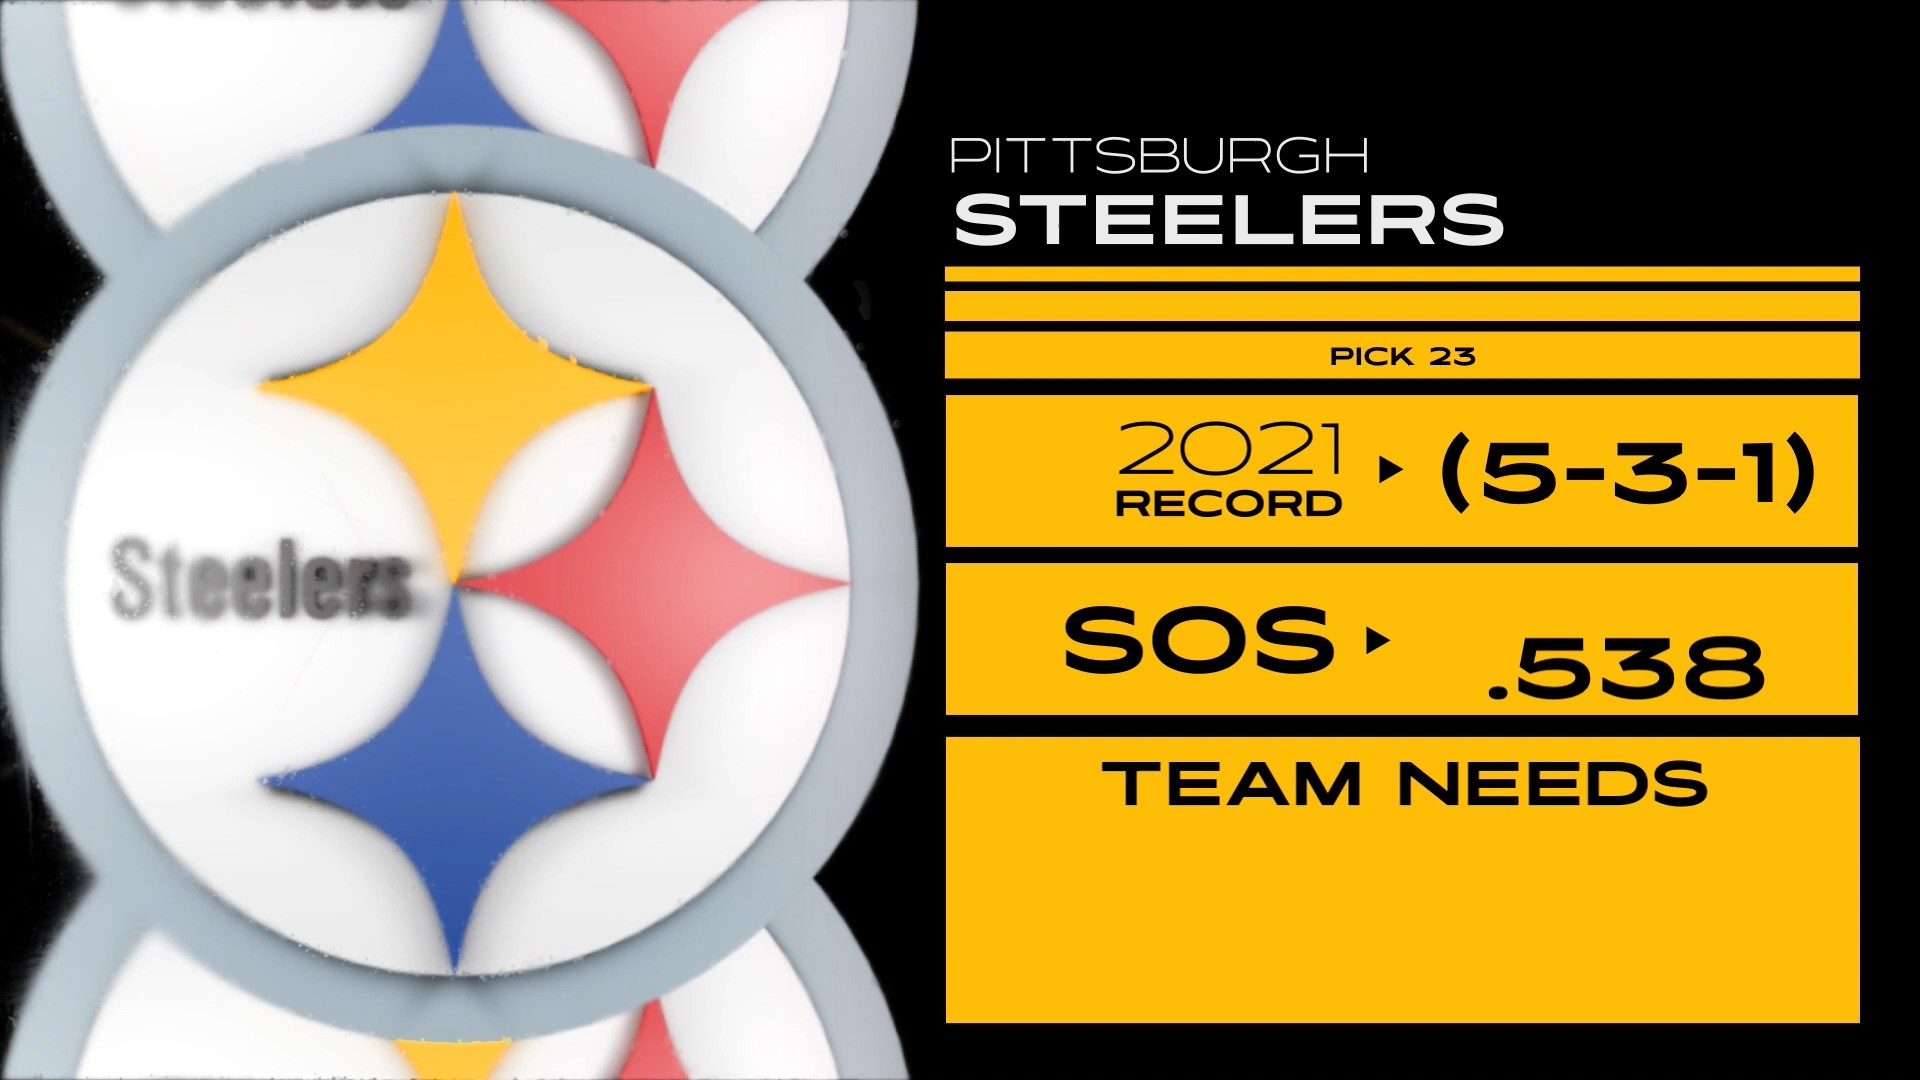 PITTSBURGH
STEELERS
PICK 23
2021
RECORD
(5-3-1)
SOS
.538
TEAM NEEDS
Steelers